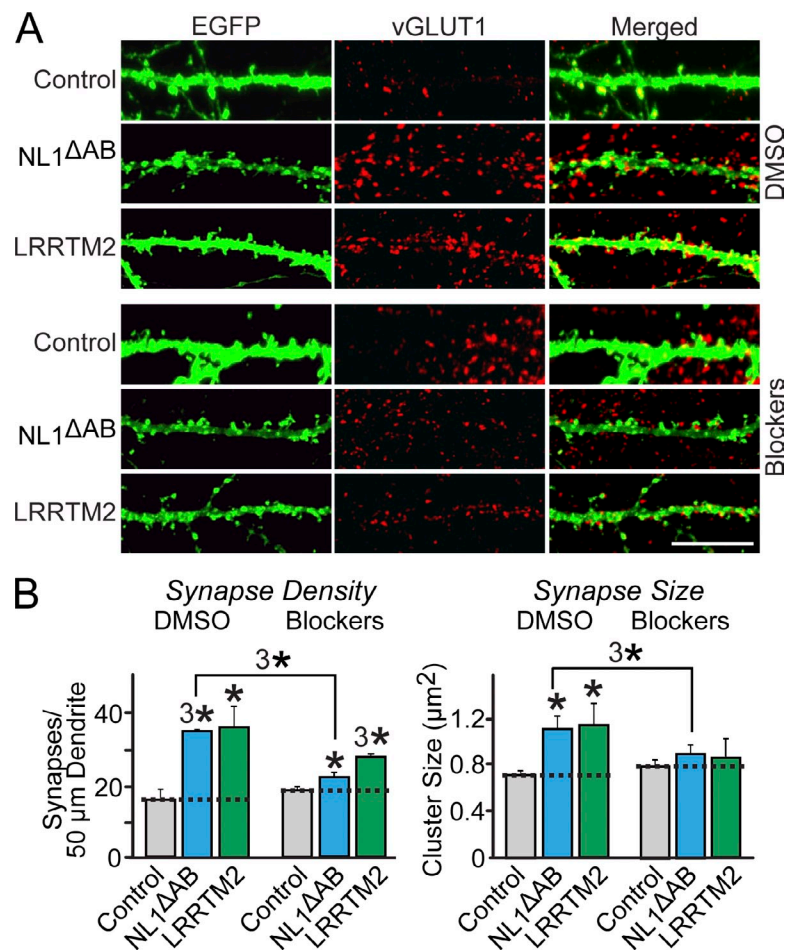 A
EGFP vGLUT1 Merged
Control
NL1ΔAB
LRRTM2
DMSO
Control
NL1ΔAB
LRRTM2
Blockers
B
Synapse Density
DMSO Blockers
3*
Synapses/
50 µm Dendrite
40
20
0
3* * * 3*
Control NL1ΔAB LRRTM2 Control NL1ΔAB LRRTM2
Synapse Size
DMSO Blockers
3*
Cluster Size (µm2)
1.2
0.8
0.4
0
* *
Control NL1ΔAB LRRTM2 Control NL1ΔAB LRRTM2